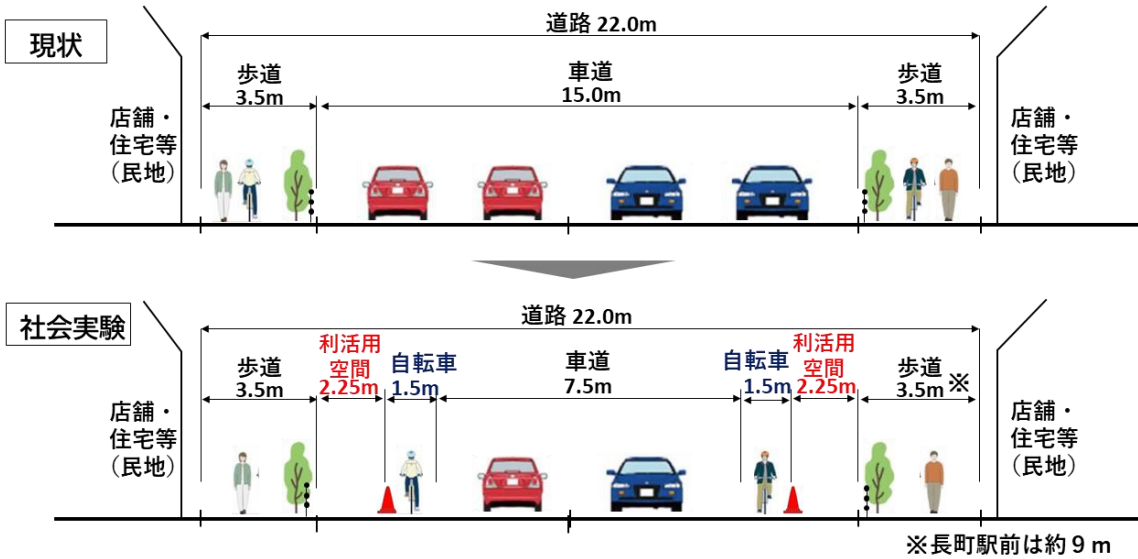 現状
道路 22.0m
歩道
3.5m
車道
15.0m
歩道
3.5m
店舗・
住宅等
(民地)
店舗・
住宅等
(民地)
社会実験
道路 22.0m
歩道
3.5m
利活用
空間
2.25m
自転車
1.5m
車道
7.5m
自転車
1.5m
利活用
空間
2.25m
歩道
3.5m※
店舗・
住宅等
(民地)
店舗・
住宅等
(民地)
※長町駅前は約９ｍ